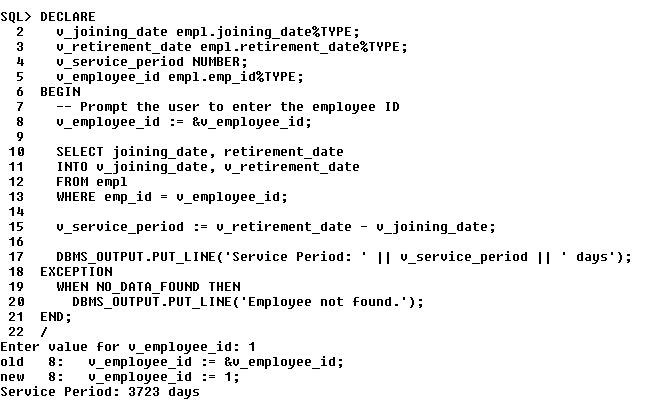 SQL> DECLARE
  2    v_joining_date empl.joining_date%TYPE;
  3    v_retirement_date empl.retirement_date%TYPE;
  4    v_service_period NUMBER;
  5    v_employee_id empl.emp_id%TYPE;
  6  BEGIN
  7    -- Prompt the user to enter the employee ID
  8    v_employee_id := &v_employee_id;
  9
 10    SELECT joining_date, retirement_date
 11    INTO v_joining_date, v_retirement_date
 12    FROM empl
 13    WHERE emp_id = v_employee_id;
 14
 15    v_service_period := v_retirement_date - v_joining_date;
 16
 17    DBMS_OUTPUT.PUT_LINE('Service Period: ' || v_service_period || ' days');
 18  EXCEPTION
 19    WHEN NO_DATA_FOUND THEN
 20      DBMS_OUTPUT.PUT_LINE('Employee not found.');
 21  END;
 22  /
Enter value for v_employee_id: 1
old   8:   v_employee_id := &v_employee_id;
new   8:   v_employee_id := 1;
Service Period: 3723 days